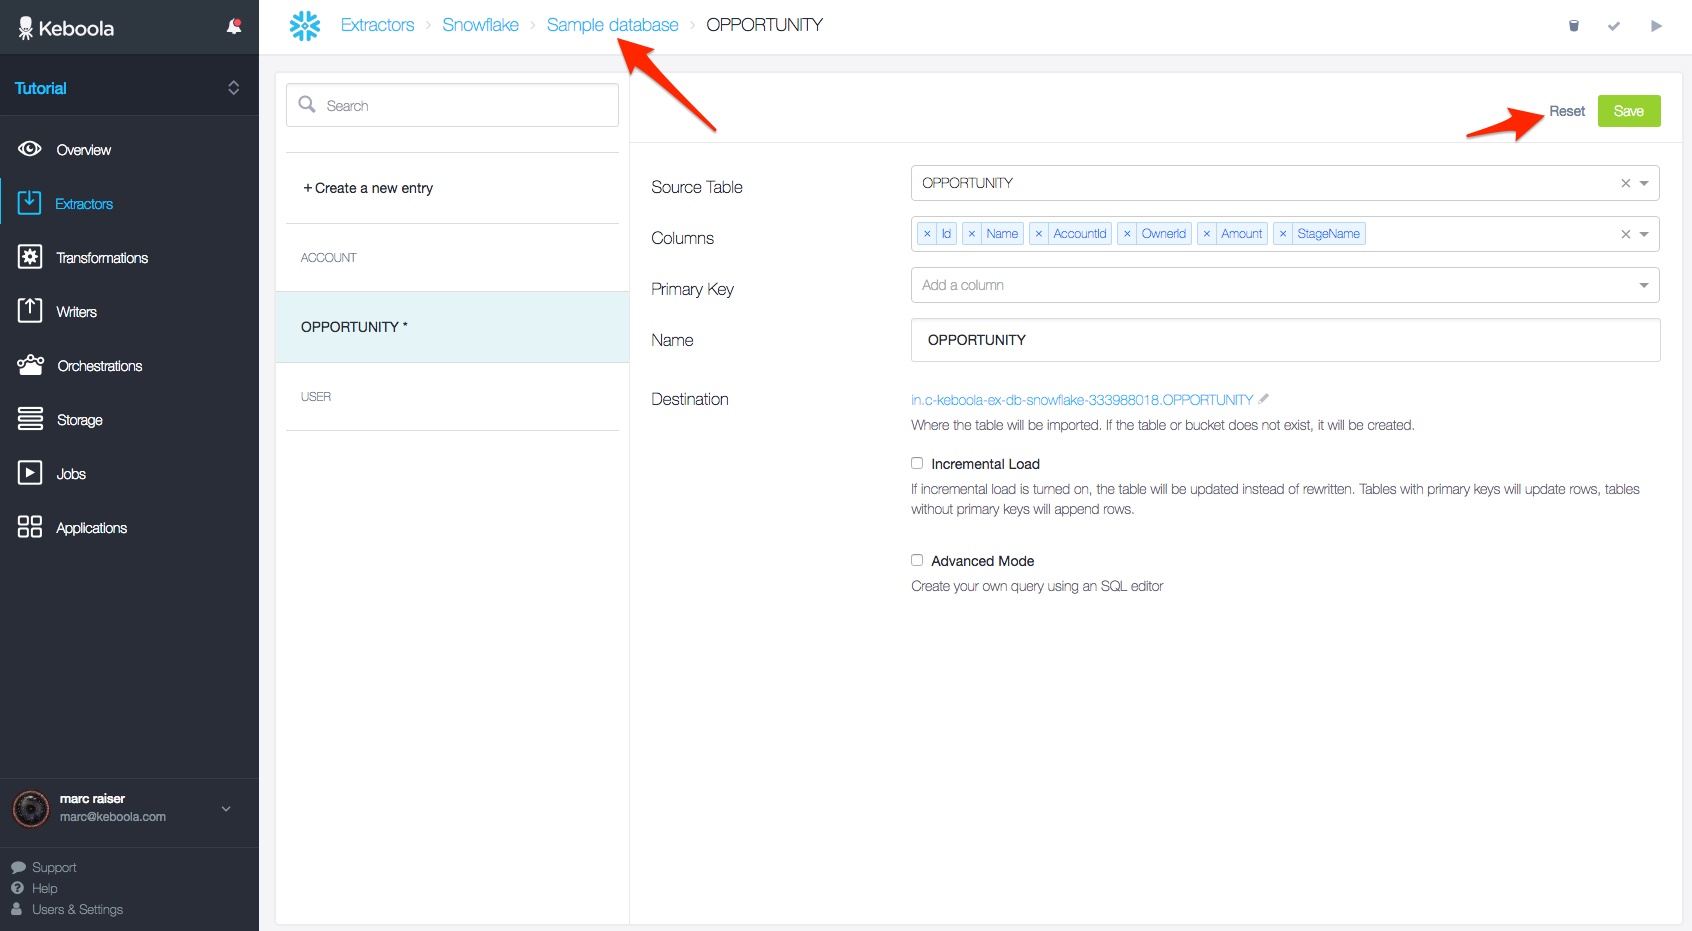 Keboola
Extractors › Snowflake › Sample database › OPPORTUNITY
Tutorial
Overview
Extractors
Transformations
Writers
Orchestrations
Storage
Jobs
Applications
marc raiser
marc@keboola.com
Support
Help
Users & Settings
Search
+ Create a new entry
ACCOUNT
OPPORTUNITY *
USER
Reset Save
Source Table OPPORTUNITY
Columns × Id × Name × AccountId × OwnerId × Amount × StageName
Primary Key Add a column
Name OPPORTUNITY
Destination in.c-keboola-ex-db-snowflake-333988018.OPPORTUNITY
Where the table will be imported. If the table or bucket does not exist, it will be created.
Incremental Load
If incremental load is turned on, the table will be updated instead of rewritten. Tables with primary keys will update rows, tables
without primary keys will append rows.
Advanced Mode
Create your own query using an SQL editor